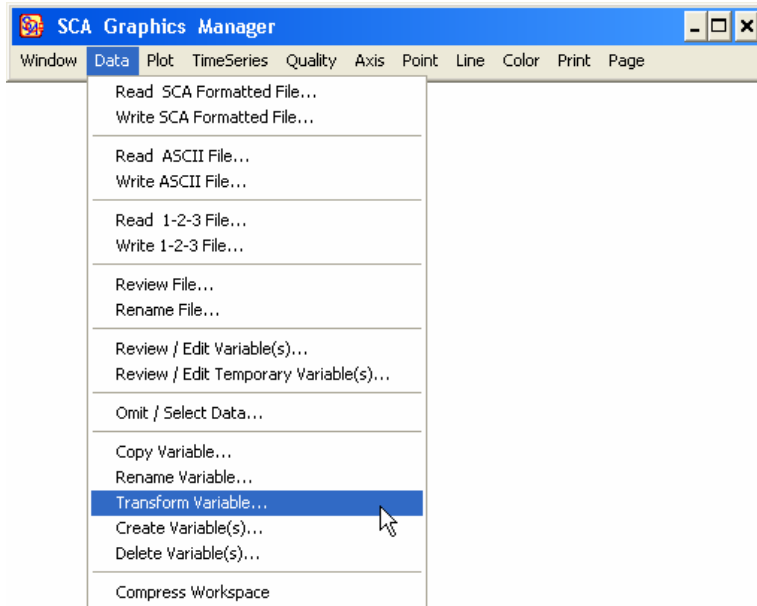 SCA Graphics Manager
Window Data Plot TimeSeries Quality Axis Point Line Color Print Page
Read SCA Formatted File...
Write SCA Formatted File...
Read ASCII File...
Write ASCII File...
Read 1-2-3 File...
Write 1-2-3 File...
Review File...
Rename File...
Review / Edit Variable(s)...
Review / Edit Temporary Variable(s)...
Omit / Select Data...
Copy Variable...
Rename Variable...
Transform Variable...
Create Variable(s)...
Delete Variable(s)...
Compress Workspace